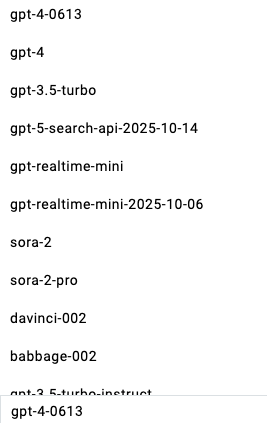 gpt-4-0613
gpt-4
gpt-3.5-turbo
gpt-5-search-api-2025-10-14
gpt-realtime-mini
gpt-realtime-mini-2025-10-06
sora-2
sora-2-pro
davinci-002
babbage-002
gpt-3.5-turbo-instruct
gpt-4-0613